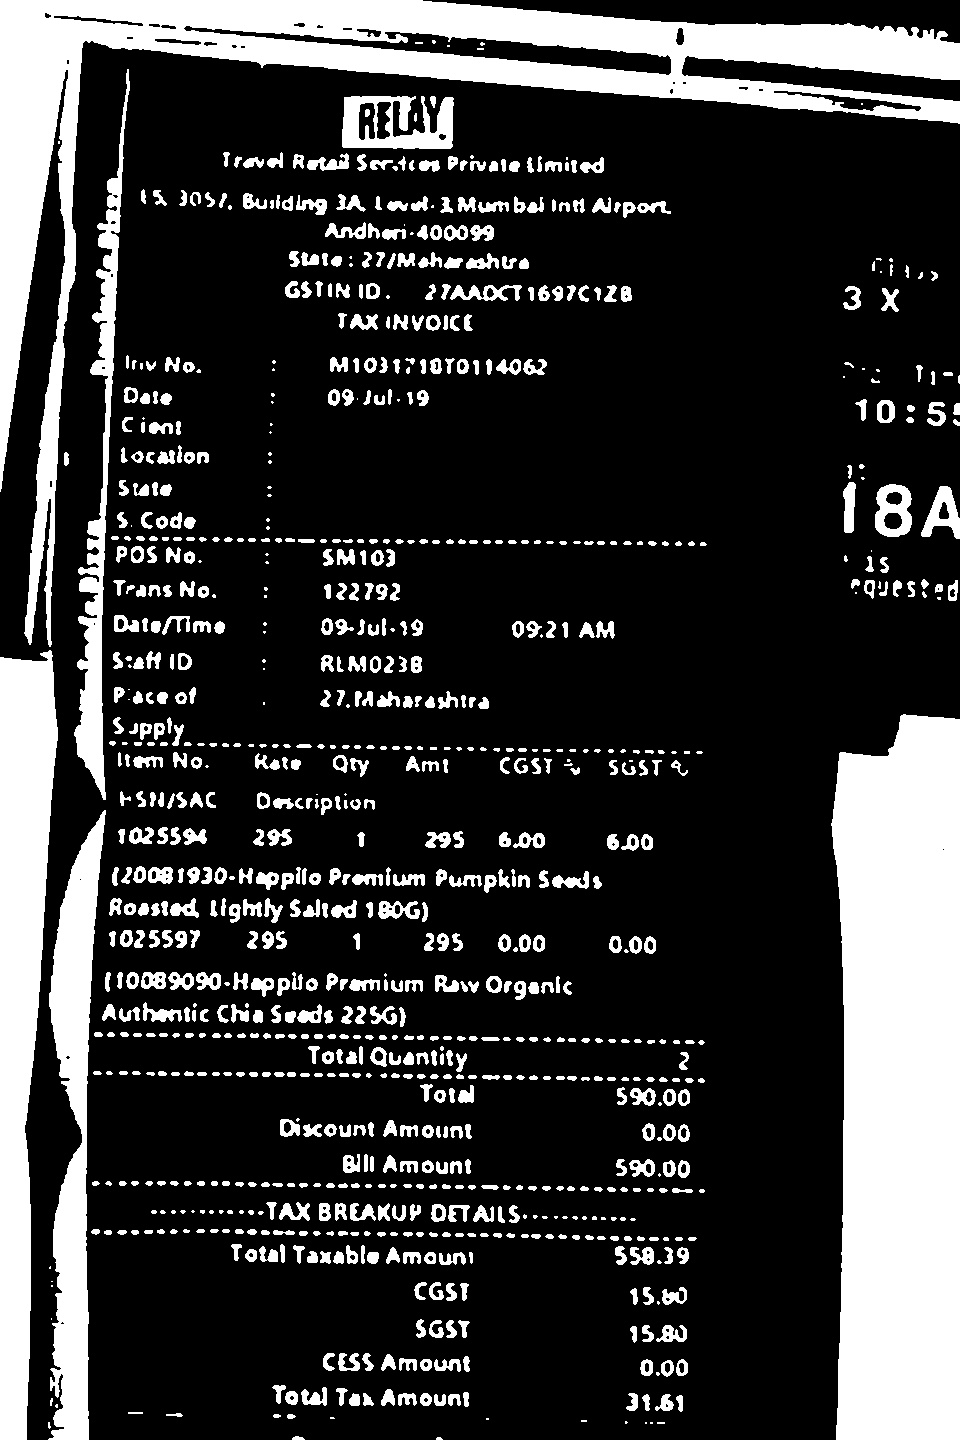 RELAY.
Travel Retail Services Private Limited
3057, Building 3A, Level-3, Mumbai Intl Airport,
Andheri-400099
State : 27/Maharashtra
GSTIN ID. 27AADCT1697C1ZB
TAX INVOICE
Inv No. : M1031718T0114062
Date : 09-Jul-19
Client :
Location :
State :
S. Code :
POS No. : SM103
Trans No. : 122792
Date/Time : 09-Jul-19 09:21 AM
Staff ID : RLM023B
Place of : 27,Maharashtra
Supply
Item No. Rate Qty Amt CGST % SGST %
HSN/SAC Description
1025594 295 1 295 6.00 6.00
(20081930-Happilo Premium Pumpkin Seeds
Roasted, Lightly Salted 180G)
1025597 295 1 295 0.00 0.00
(10089090-Happilo Premium Raw Organic
Authentic Chia Seeds 225G)
Total Quantity 2
Total 590.00
Discount Amount 0.00
Bill Amount 590.00
------------TAX BREAKUP DETAILS------------
Total Taxable Amount 558.39
CGST 15.80
SGST 15.80
CESS Amount 0.00
Total Tax Amount 31.61
Class
3 X
10:55
18A
is
equested